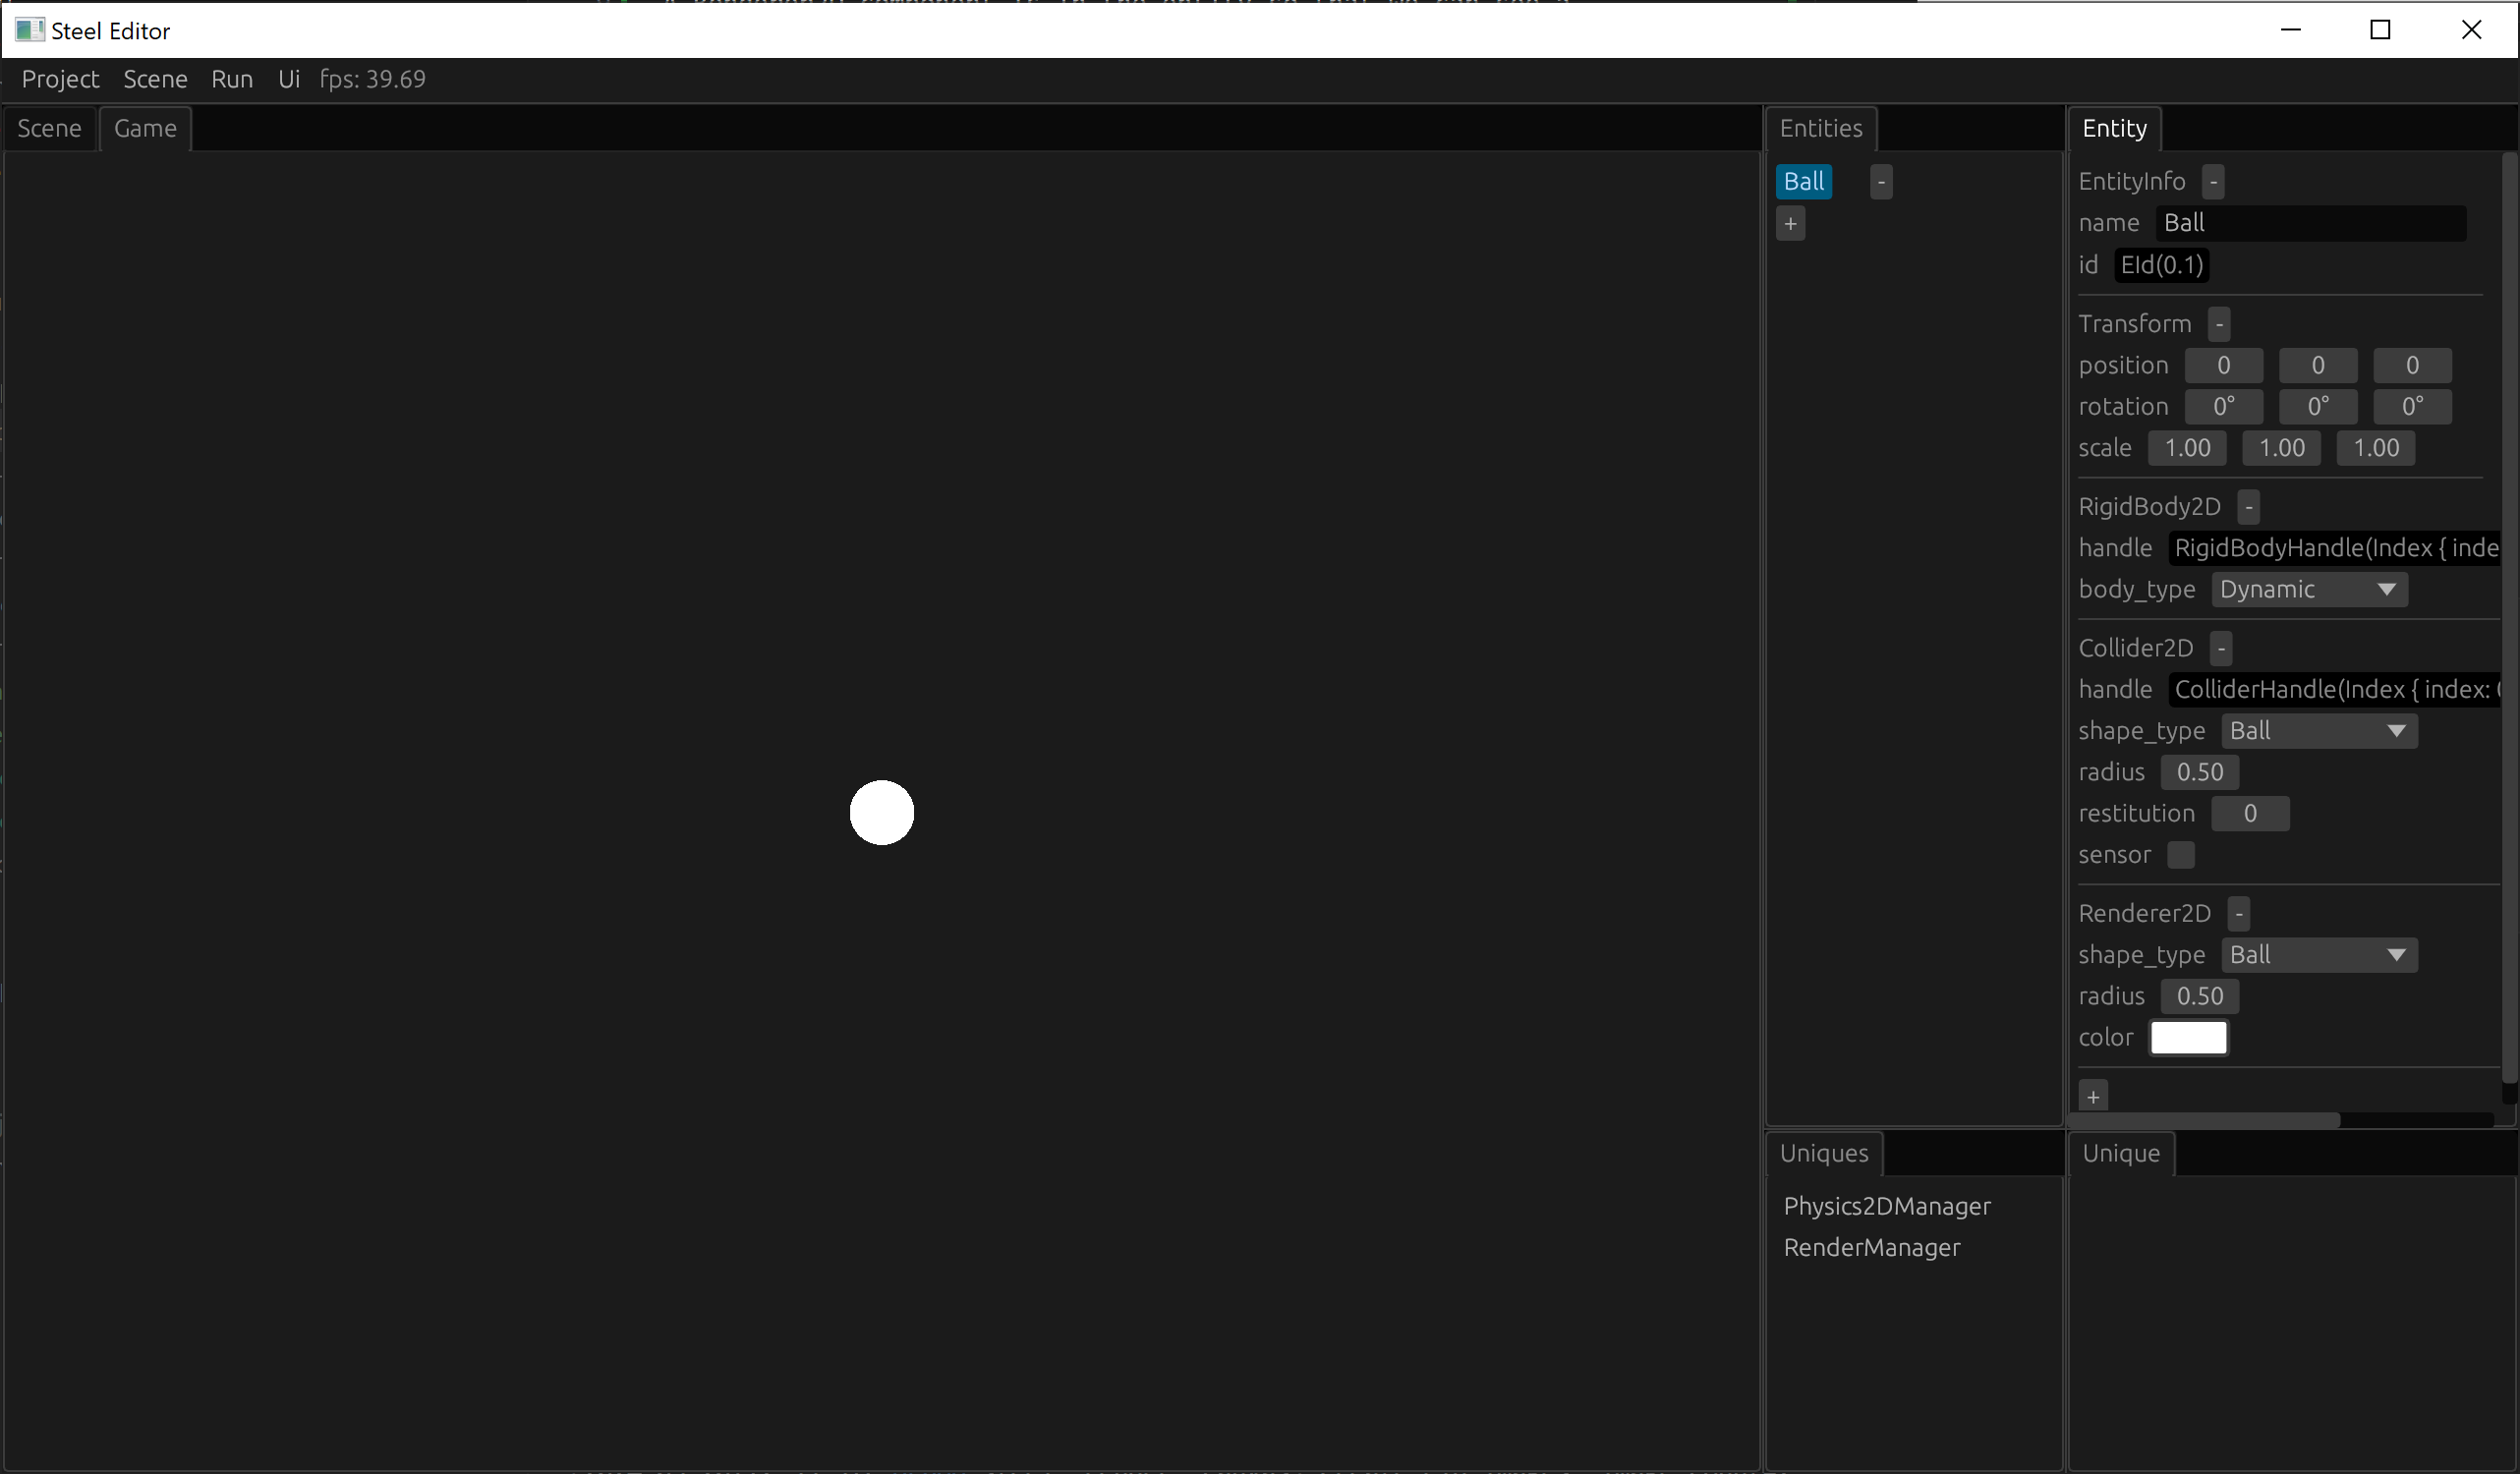 Steel Editor
Project Scene Run Ui fps: 39.69
Scene Game
Entities
Ball -
+
Entity
EntityInfo -
name Ball
id EId(0.1)
Transform -
position 0 0 0
rotation 0° 0° 0°
scale 1.00 1.00 1.00
RigidBody2D -
handle RigidBodyHandle(Index { inde
body_type Dynamic
Collider2D -
handle ColliderHandle(Index { index:
shape_type Ball
radius 0.50
restitution 0
sensor
Renderer2D -
shape_type Ball
radius 0.50
color
+
Uniques
Physics2DManager
RenderManager
Unique